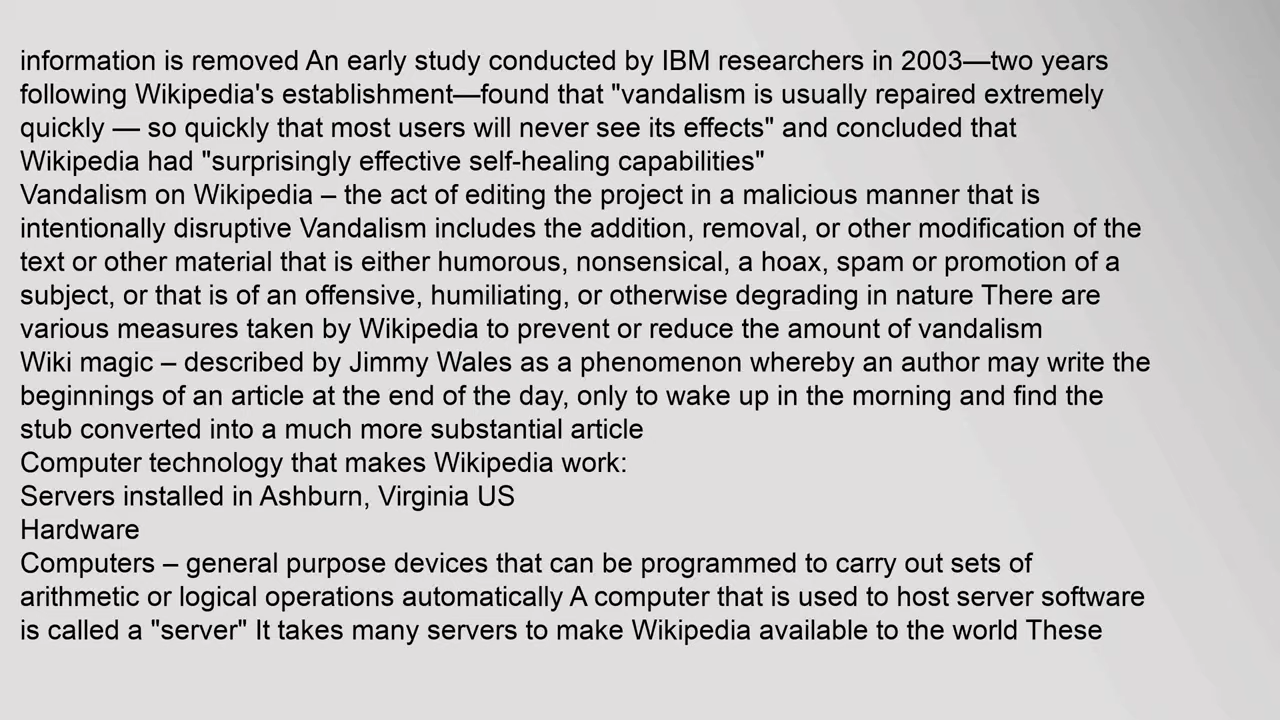 information is removed An early study conducted by IBM researchers in 2003—two years
following Wikipedia's establishment—found that "vandalism is usually repaired extremely
quickly — so quickly that most users will never see its effects" and concluded that
Wikipedia had "surprisingly effective self-healing capabilities"
Vandalism on Wikipedia – the act of editing the project in a malicious manner that is
intentionally disruptive Vandalism includes the addition, removal, or other modification of the
text or other material that is either humorous, nonsensical, a hoax, spam or promotion of a
subject, or that is of an offensive, humiliating, or otherwise degrading in nature There are
various measures taken by Wikipedia to prevent or reduce the amount of vandalism
Wiki magic – described by Jimmy Wales as a phenomenon whereby an author may write the
beginnings of an article at the end of the day, only to wake up in the morning and find the
stub converted into a much more substantial article
Computer technology that makes Wikipedia work:
Servers installed in Ashburn, Virginia US
Hardware
Computers – general purpose devices that can be programmed to carry out sets of
arithmetic or logical operations automatically A computer that is used to host server software
is called a "server" It takes many servers to make Wikipedia available to the world These